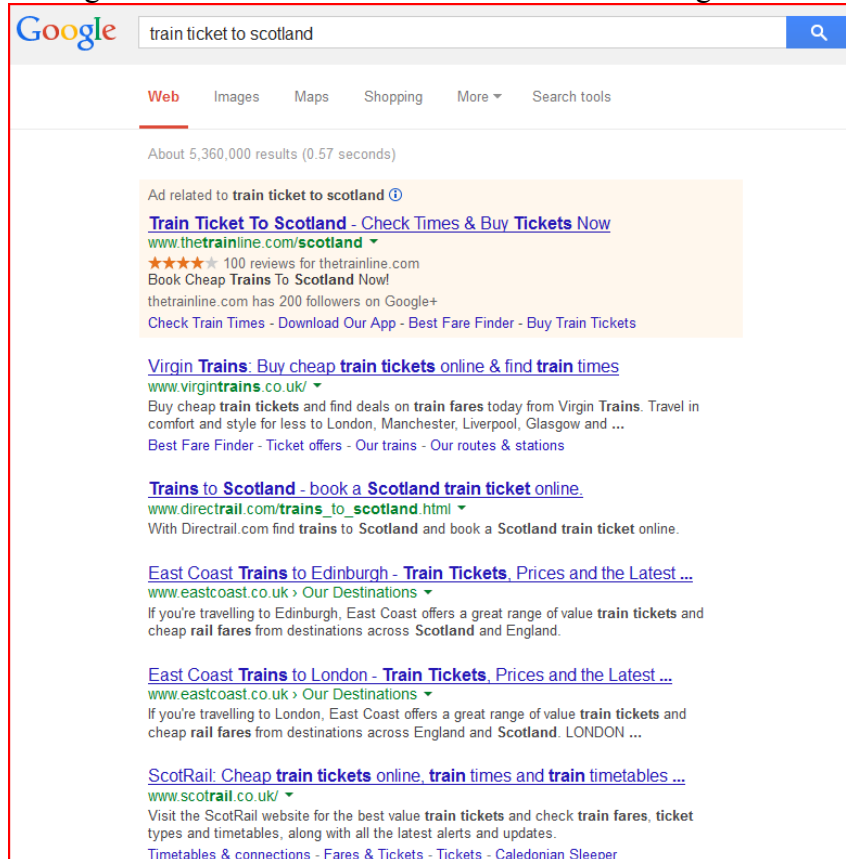 Google train ticket to scotland
Web Images Maps Shopping More Search tools
About 5,360,000 results (0.57 seconds)
Ad related to train ticket to scotland
Train Ticket To Scotland - Check Times & Buy Tickets Now
www.thetrainline.com/scotland
100 reviews for thetrainline.com
Book Cheap Trains To Scotland Now!
thetrainline.com has 200 followers on Google+
Check Train Times - Download Our App - Best Fare Finder - Buy Train Tickets
Virgin Trains: Buy cheap train tickets online & find train times
www.virgintrains.co.uk/
Buy cheap train tickets and find deals on train fares today from Virgin Trains. Travel in
comfort and style for less to London, Manchester, Liverpool, Glasgow and ...
Best Fare Finder - Ticket offers - Our trains - Our routes & stations
Trains to Scotland - book a Scotland train ticket online.
www.directrail.com/trains_to_scotland.html
With Directrail.com find trains to Scotland and book a Scotland train ticket online.
East Coast Trains to Edinburgh - Train Tickets, Prices and the Latest ...
www.eastcoast.co.uk › Our Destinations
If you're travelling to Edinburgh, East Coast offers a great range of value train tickets and
cheap rail fares from destinations across Scotland and England.
East Coast Trains to London - Train Tickets, Prices and the Latest ...
www.eastcoast.co.uk › Our Destinations
If you're travelling to London, East Coast offers a great range of value train tickets and
cheap rail fares from destinations across England and Scotland. LONDON ...
ScotRail: Cheap train tickets online, train times and train timetables ...
www.scotrail.co.uk/
Visit the ScotRail website for the best value train tickets and check train fares, ticket
types and timetables, along with all the latest alerts and updates.
Timetables & connections - Fares & Tickets - Tickets - Caledonian Sleeper